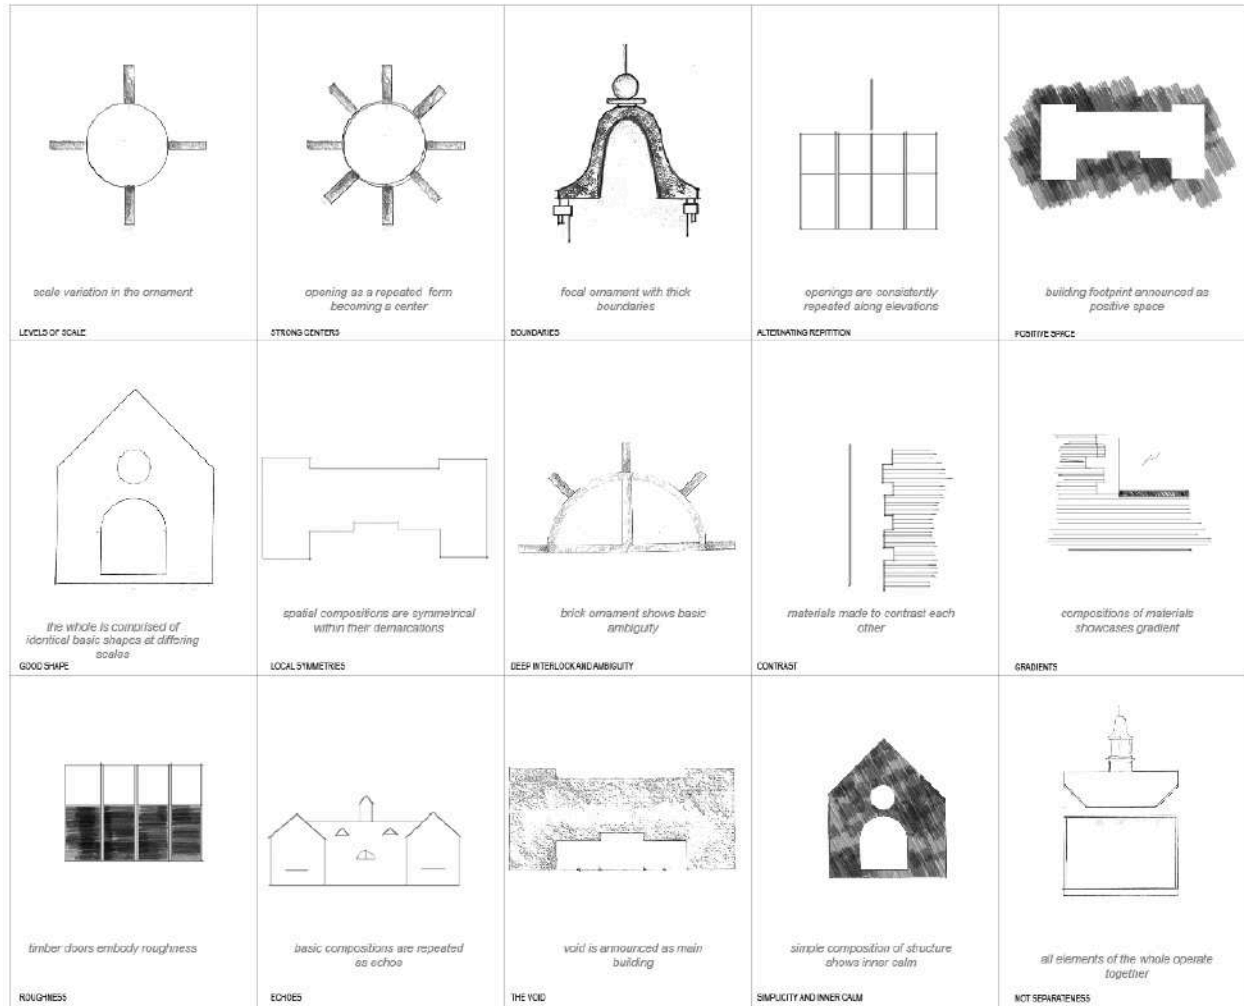 scale variation in the ornament
LEVELS OF SCALE
opening as a repeated form
becoming a center
STRONG CENTERS
focal ornament with thick
boundaries
BOUNDARIES
openings are consistently
repeated along elevations
ALTERNATING REPITITION
building footprint announced as
positive space
POSITIVE SPACE
the whole is comprised of
identical basic shapes at differing
scales
GOOD SHAPE
spatial compositions are symmetrical
within their demarcations
LOCAL SYMMETRIES
brick ornament shows basic
ambiguity
DEEP INTERLOCK AND AMBIGUITY
materials made to contrast each
other
CONTRAST
compositions of materials
showcases gradient
GRADIENTS
timber doors embody roughness
ROUGHNESS
basic compositions are repeated
as echoe
ECHOES
void is announced as main
building
THE VOID
simple composition of structure
shows inner calm
SIMPLICITY AND INNER CALM
all elements of the whole operate
together
NOT SEPARATENESS